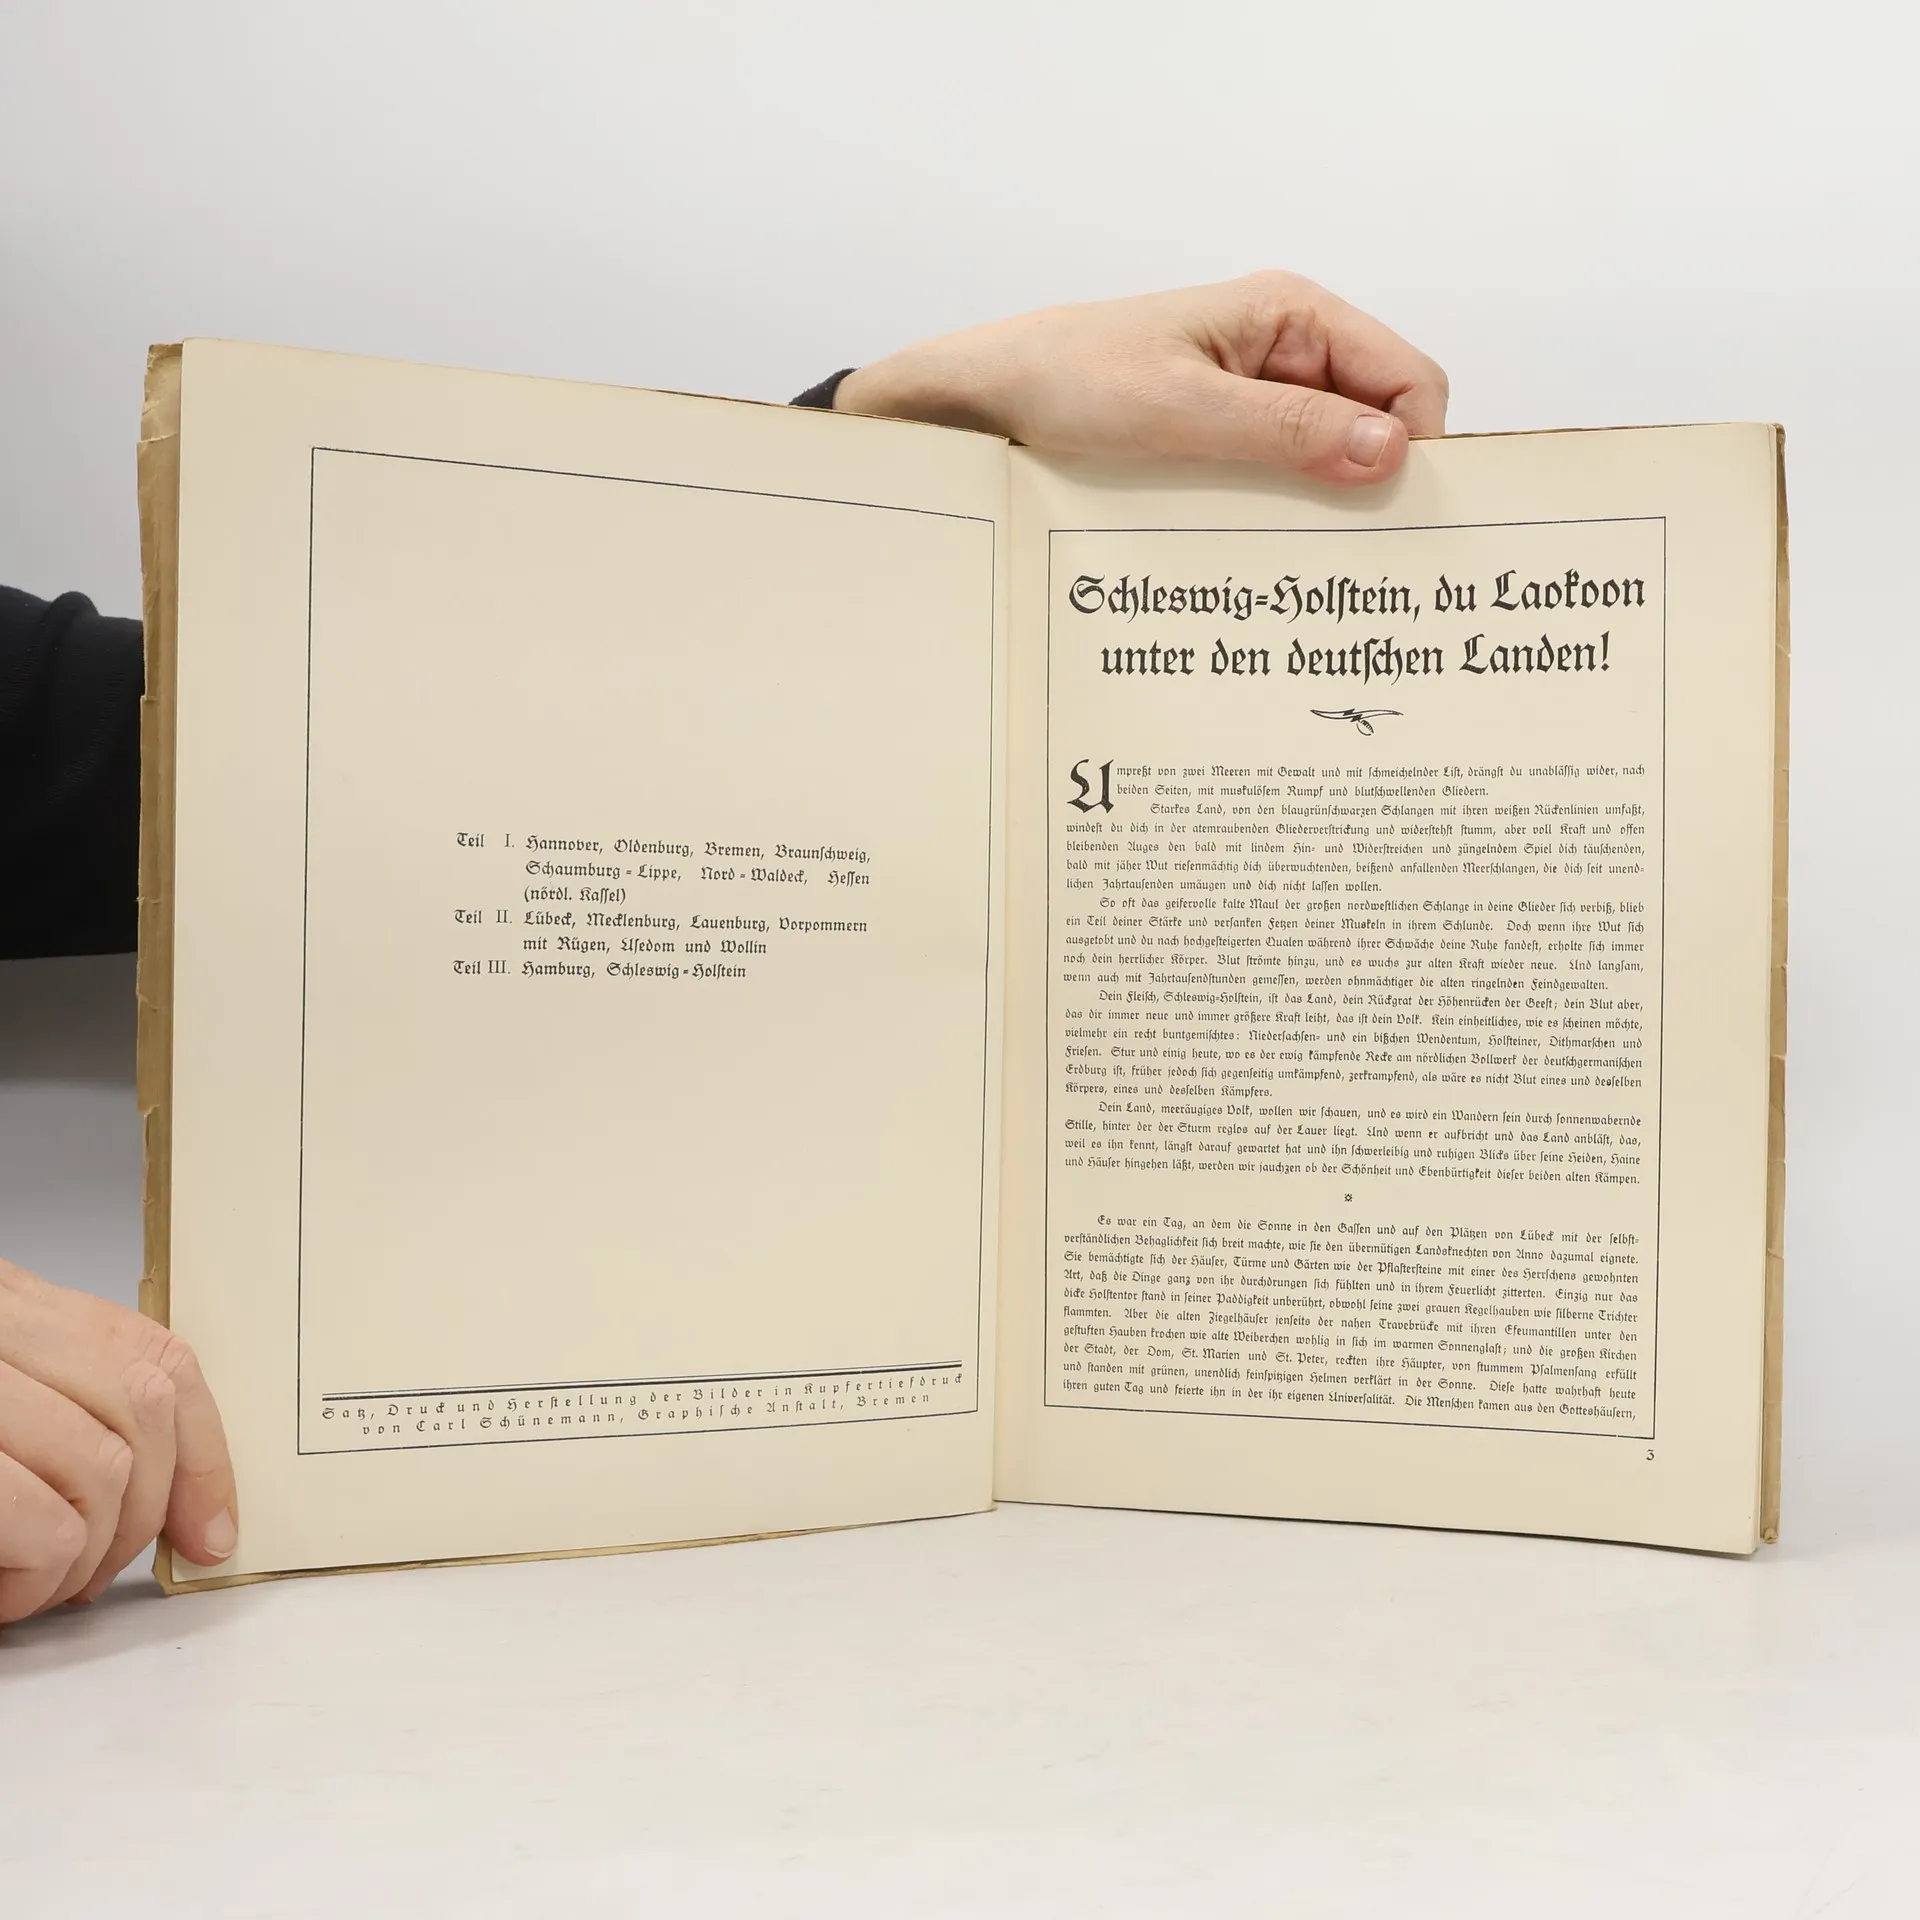 Teil I. Hannover, Oldenburg, Bremen, Braunſchweig,
Schaumburg = Lippe, Nord = Waldeck, Heſſen
(nördl. Kaſſel)
Teil II. Lübeck, Mecklenburg, Lauenburg, Vorpommern
mit Rügen, Uſedom und Wollin
Teil III. Hamburg, Schleswig = Holſtein
Satz, Druck und Herſtellung der Bilder in Kupfertiefdruck
von Carl Schünemann, Graphiſche Anſtalt, Bremen
Schleswig=Holſtein, du Laokoon
unter den deutſchen Landen!
Umpreßt von zwei Meeren mit Gewalt und mit ſchmeichelnder Liſt, drängſt du unabläſſig wider, nach
beiden Seiten, mit muskulöſem Rumpf und blutſchwellenden Gliedern.
Starkes Land, von den blaugrünſchwarzen Schlangen mit ihren weißen Rückenlinien umfaßt,
windeſt du dich in der atemraubenden Gliederverſtrickung und widerſtehſt ſtumm, aber voll Kraft und offen
bleibenden Auges den bald mit lindem Hin= und Widerſtreichen und züngelndem Spiel dich täuſchenden,
bald mit jäher Wut rieſenmächtig dich überwuchtenden, beißend anfallenden Meerſchlangen, die dich ſeit unend=
lichen Jahrtauſenden umäugen und dich nicht laſſen wollen.
So oft das geifervolle kalte Maul der großen nordweſtlichen Schlange in deine Glieder ſich verbiß, blieb
ein Teil deiner Stärke und verſanken Fetzen deiner Muskeln in ihrem Schlunde. Doch wenn ihre Wut ſich
ausgetobt und du nach hochgeſteigerten Qualen während ihrer Schwäche deine Ruhe fandeſt, erholte ſich immer
noch dein herrlicher Körper. Blut ſtrömte hinzu, und es wuchs zur alten Kraft wieder neue. Und langſam,
wenn auch mit Jahrtauſendſtunden gemeſſen, werden ohnmächtiger die alten ringelnden Feindgewalten.
Dein Fleiſch, Schleswig=Holſtein, iſt das Land, dein Rückgrat der Höhenrücken der Geeſt; dein Blut aber,
das dir immer neue und immer größere Kraft leiht, das iſt dein Volk. Kein einheitliches, wie es ſcheinen möchte,
vielmehr ein recht buntgemiſchtes: Niederſachſen= und ein bißchen Wendentum, Holſteiner, Dithmarſchen und
Frieſen. Stur und einig heute, wo es der ewig kämpfende Recke am nördlichen Bollwerk der deutſchgermaniſchen
Erdburg iſt, früher jedoch ſich gegenſeitig umkämpfend, zerkrampfend, als wäre es nicht Blut eines und desſelben
Körpers, eines und desſelben Kämpfers.
Dein Land, meeräugiges Volk, wollen wir ſchauen, und es wird ein Wandern ſein durch ſonnenwabernde
Stille, hinter der der Sturm reglos auf der Lauer liegt. Und wenn er aufbricht und das Land anbläſt, das,
weil es ihn kennt, längſt darauf gewartet hat und ihn ſchwerleibig und ruhigen Blicks über ſeine Heiden, Haine
und Häuſer hingehen läßt, werden wir jauchzen ob der Schönheit und Ebenbürtigkeit dieſer beiden alten Kämpen.
Es war ein Tag, an dem die Sonne in den Gaſſen und auf den Plätzen von Lübeck mit der ſelbſt=
verſtändlichen Behaglichkeit ſich breit machte, wie ſie den übermütigen Landsknechten von Anno dazumal eignete.
Sie bemächtigte ſich der Häuſer, Türme und Gärten wie der Pflaſterſteine mit einer des Herrſchens gewohnten
Art, daß die Dinge ganz von ihr durchdrungen ſich fühlten und in ihrem Feuerlicht zitterten. Einzig nur das
dicke Holſtentor ſtand in ſeiner Paddigkeit unberührt, obwohl ſeine zwei grauen Kegelhauben wie ſilberne Trichter
flammten. Aber die alten Ziegelhäuſer jenſeits der nahen Travebrücke mit ihren Efeumantillen unter den
geſtuften Hauben krochen wie alte Weiberchen wohlig in ſich im warmen Sonnenglaſt; und die großen Kirchen
der Stadt, der Dom, St. Marien und St. Peter, reckten ihre Häupter, von ſtummem Pſalmenſang erfüllt
und ſtanden mit grünen, unendlich feinſpitzigen Helmen verklärt in der Sonne. Dieſe hatte wahrhaft heute
ihren guten Tag und feierte ihn in der ihr eigenen Univerſalität. Die Menſchen kamen aus den Gotteshäuſern,
3